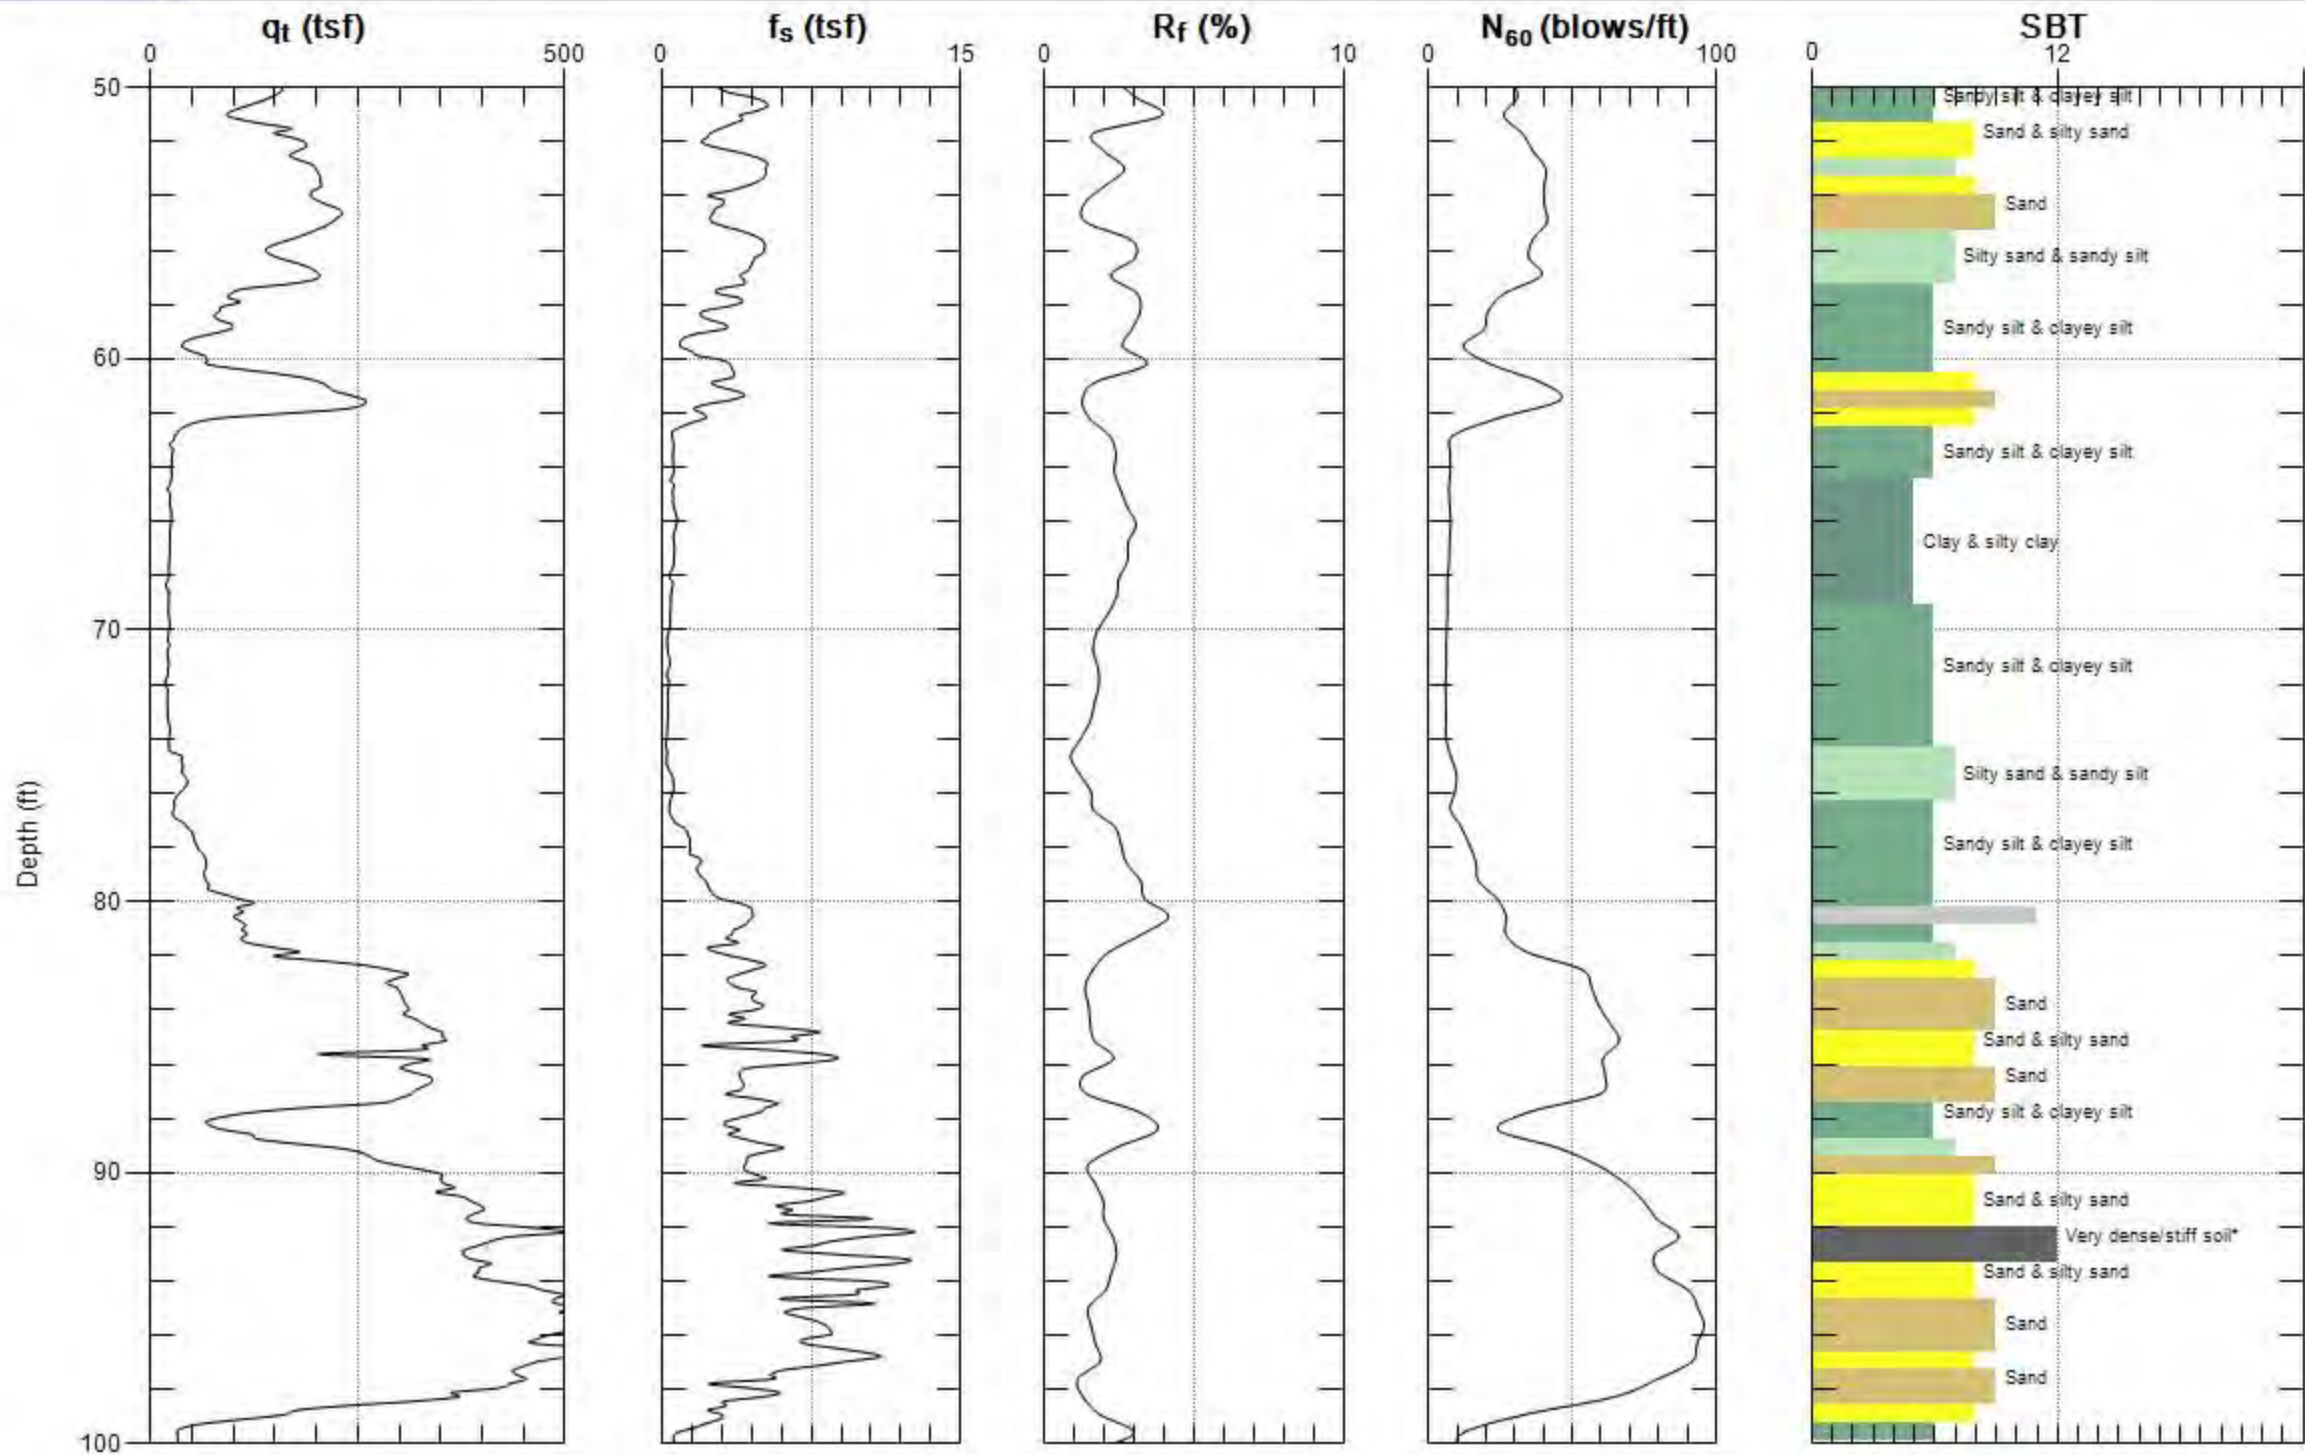 qt (tsf)
fs (tsf)
Rf (%)
N60 (blows/ft)
SBT
0 500
0 15
0 10
0 100
0 12
50
60
70
80
90
100
Depth (ft)
Sandy silt & clayey silt
Sand & silty sand
Sand
Silty sand & sandy silt
Sandy silt & clayey silt
Sandy silt & clayey silt
Clay & silty clay
Sandy silt & clayey silt
Silty sand & sandy silt
Sandy silt & clayey silt
Sand
Sand & silty sand
Sand
Sandy silt & clayey silt
Sand & silty sand
Very dense/stiff soil*
Sand & silty sand
Sand
Sand